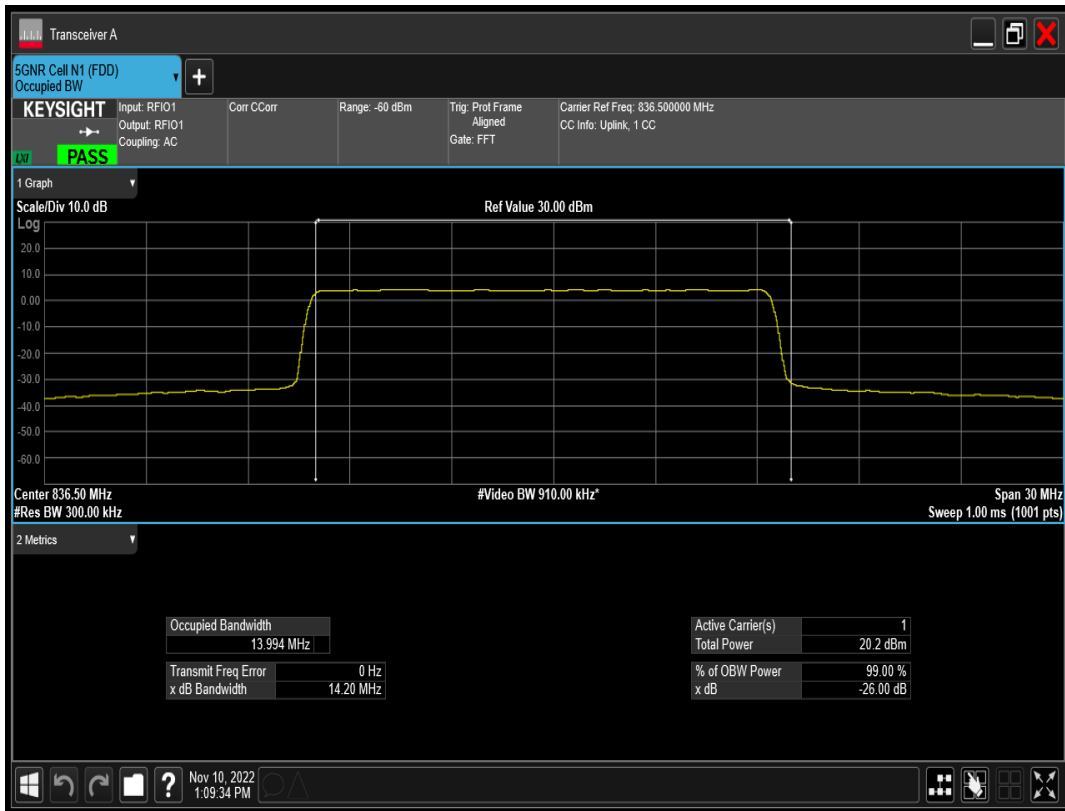 Transceiver A
5GNR Cell N1 (FDD)
Occupied BW
+
KEYSIGHT
LXI
PASS
Input: RFIO1
Output: RFIO1
Coupling: AC
Corr CCorr
Range: -60 dBm
Trig: Prot Frame
Aligned
Gate: FFT
Carrier Ref Freq: 836.500000 MHz
CC Info: Uplink, 1 CC
1 Graph
Scale/Div 10.0 dB
Ref Value 30.00 dBm
Log
20.0
10.0
0.00
-10.0
-20.0
-30.0
-40.0
-50.0
-60.0
Center 836.50 MHz
#Video BW 910.00 kHz*
Span 30 MHz
#Res BW 300.00 kHz
Sweep 1.00 ms (1001 pts)
2 Metrics
Occupied Bandwidth
13.994 MHz
Transmit Freq Error 0 Hz
x dB Bandwidth 14.20 MHz
Active Carrier(s) 1
Total Power 20.2 dBm
% of OBW Power 99.00 %
x dB -26.00 dB
?
Nov 10, 2022
1:09:34 PM